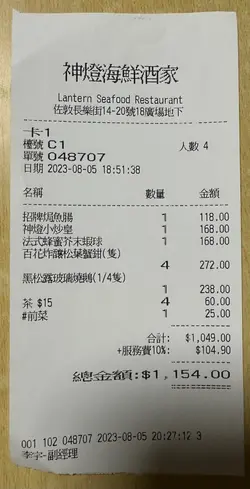 神燈海鮮酒家
Lantern Seafood Restaurant
佐敦長樂街14-20號18廣場地下
卡-1
檯號 C1 人數 4
單號 048707
日期 2023-08-05 18:51:38
名稱 數量 金額
招牌焗魚腸 1 118.00
神燈小炒皇 1 168.00
法式蜂蜜芥末蝦球 1 168.00
百花炸釀松葉蟹鉗(隻)
4 272.00
黑松露玻璃燒鵝(1/4隻)
1 238.00
茶 $15 4 60.00
#前菜 1 25.00
合計: $1,049.00
+服務費10%: $104.90
總金額:$1,154.00
001 102 048707 2023-08-05 20:27:12 3
李宇-副經理